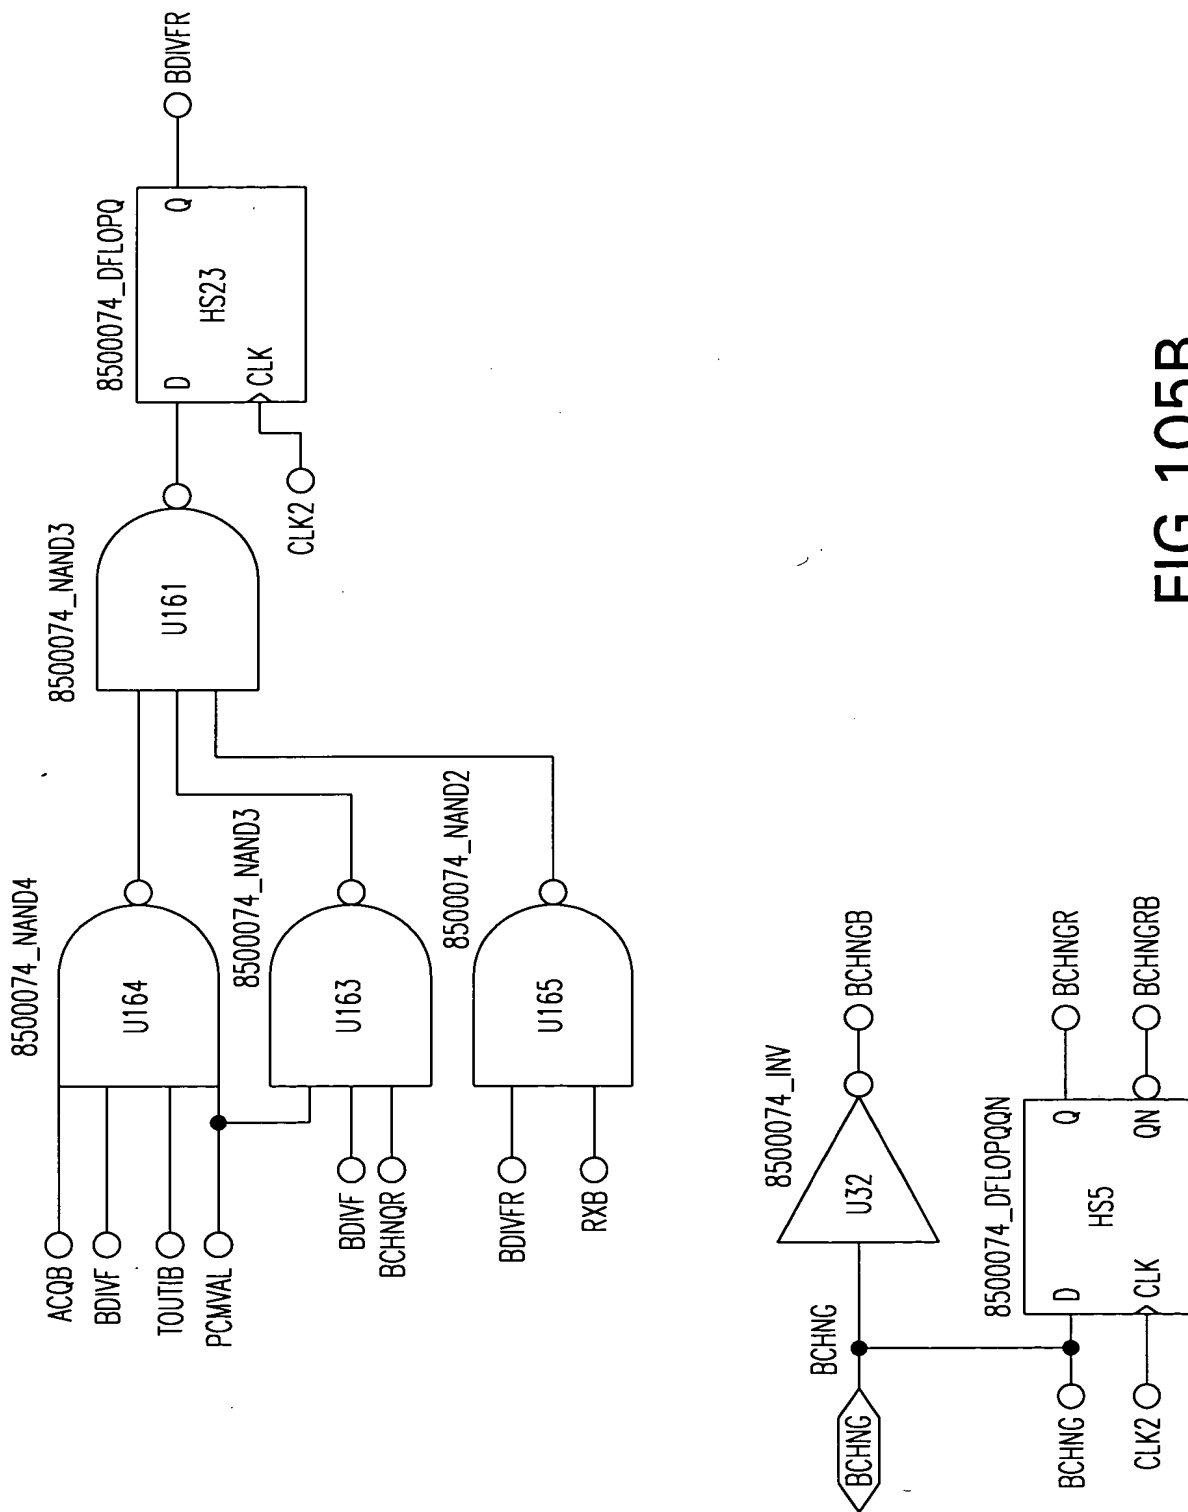 8500074_NAND4
ACQB
BDIVF
TOUTIB
PCMVAL
U164
8500074_NAND3
BDIVF
BCHNQR
U163
8500074_NAND2
BDIVFR
RXB
U165
8500074_NAND3
U161
8500074_DFLOPQ
D
Q
HS23
CLK
CLK2
BDIVFR
BCHNG
BCHNG
8500074_INV
U32
BCHNGB
8500074_DFLOPQQN
BCHNG
D
Q
BCHNGR
HS5
CLK2
CLK
QN
BCHNGRB
FIG 105B